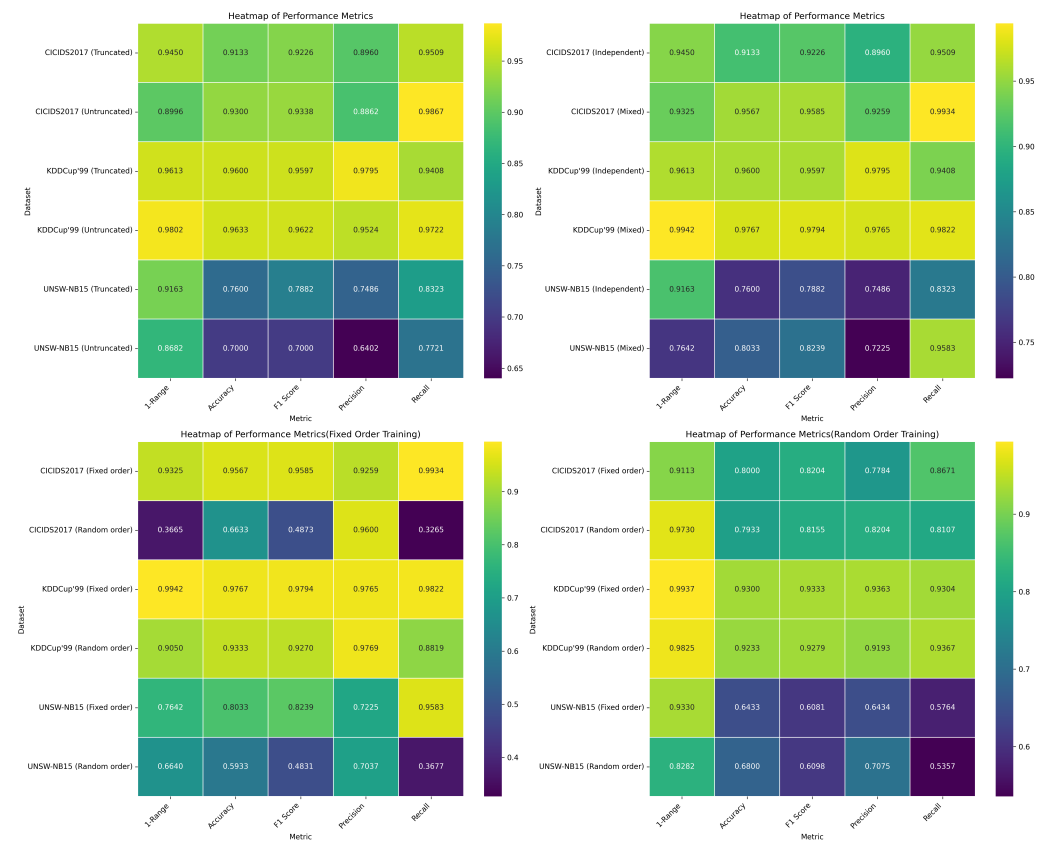 Heatmap of Performance Metrics
CICIDS2017 (Truncated) 0.9450 0.9133 0.9226 0.8960 0.9509
CICIDS2017 (Untruncated) 0.8996 0.9300 0.9338 0.8862 0.9867
KDDCup'99 (Truncated) 0.9613 0.9600 0.9597 0.9795 0.9408
KDDCup'99 (Untruncated) 0.9802 0.9633 0.9622 0.9524 0.9722
UNSW-NB15 (Truncated) 0.9163 0.7600 0.7882 0.7486 0.8323
UNSW-NB15 (Untruncated) 0.8682 0.7000 0.7000 0.6402 0.7721
Dataset
1-Range Accuracy F1 Score Precision Recall
Metric
0.95
0.90
0.85
0.80
0.75
0.70
0.65
Heatmap of Performance Metrics
CICIDS2017 (Independent) 0.9450 0.9133 0.9226 0.8960 0.9509
CICIDS2017 (Mixed) 0.9325 0.9567 0.9585 0.9259 0.9934
KDDCup'99 (Independent) 0.9613 0.9600 0.9597 0.9795 0.9408
KDDCup'99 (Mixed) 0.9942 0.9767 0.9794 0.9765 0.9822
UNSW-NB15 (Independent) 0.9163 0.7600 0.7882 0.7486 0.8323
UNSW-NB15 (Mixed) 0.7642 0.8033 0.8239 0.7225 0.9583
Dataset
1-Range Accuracy F1 Score Precision Recall
Metric
0.95
0.90
0.85
0.80
0.75
Heatmap of Performance Metrics(Fixed Order Training)
CICIDS2017 (Fixed order) 0.9325 0.9567 0.9585 0.9259 0.9934
CICIDS2017 (Random order) 0.3665 0.6633 0.4873 0.9600 0.3265
KDDCup'99 (Fixed order) 0.9942 0.9767 0.9794 0.9765 0.9822
KDDCup'99 (Random order) 0.9050 0.9333 0.9270 0.9769 0.8819
UNSW-NB15 (Fixed order) 0.7642 0.8033 0.8239 0.7225 0.9583
UNSW-NB15 (Random order) 0.6640 0.5933 0.4831 0.7037 0.3677
Dataset
1-Range Accuracy F1 Score Precision Recall
Metric
0.9
0.8
0.7
0.6
0.5
0.4
Heatmap of Performance Metrics(Random Order Training)
CICIDS2017 (Fixed order) 0.9113 0.8000 0.8204 0.7784 0.8671
CICIDS2017 (Random order) 0.9730 0.7933 0.8155 0.8204 0.8107
KDDCup'99 (Fixed order) 0.9937 0.9300 0.9333 0.9363 0.9304
KDDCup'99 (Random order) 0.9825 0.9233 0.9279 0.9193 0.9367
UNSW-NB15 (Fixed order) 0.9330 0.6433 0.6081 0.6434 0.5764
UNSW-NB15 (Random order) 0.8282 0.6800 0.6098 0.7075 0.5357
Dataset
1-Range Accuracy F1 Score Precision Recall
Metric
0.9
0.8
0.7
0.6